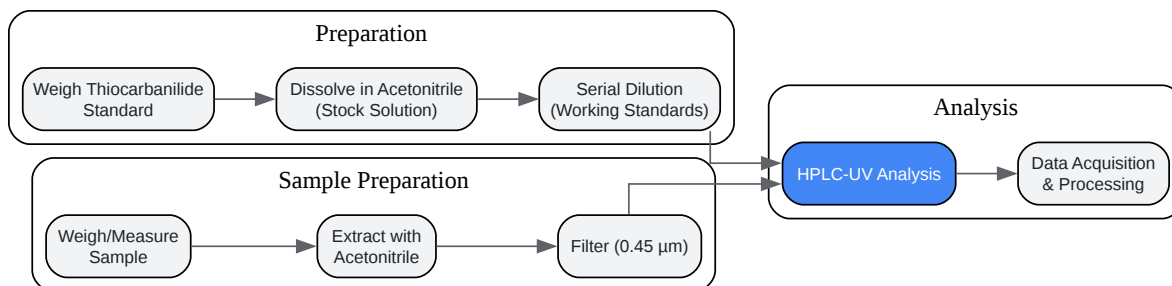 Preparation
Weigh Thiocarbanilide
Standard
Dissolve in Acetonitrile
(Stock Solution)
Serial Dilution
(Working Standards)
Sample Preparation
Weigh/Measure
Sample
Extract with
Acetonitrile
Filter (0.45 µm)
Analysis
HPLC-UV Analysis
Data Acquisition
& Processing